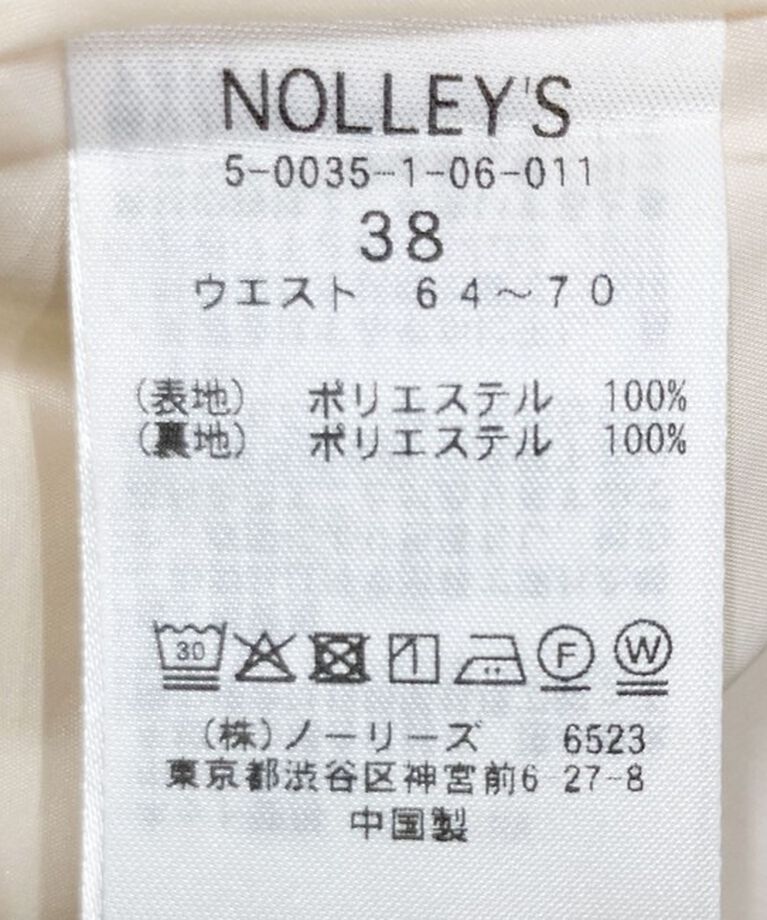 NOLLEY'S
5-0035-1-06-011
38
ウエスト 64～70
(表地) ポリエステル 100%
(裏地) ポリエステル 100%
30 F W
(株)ノーリーズ 6523
東京都渋谷区神宮前6-27-8
中国製